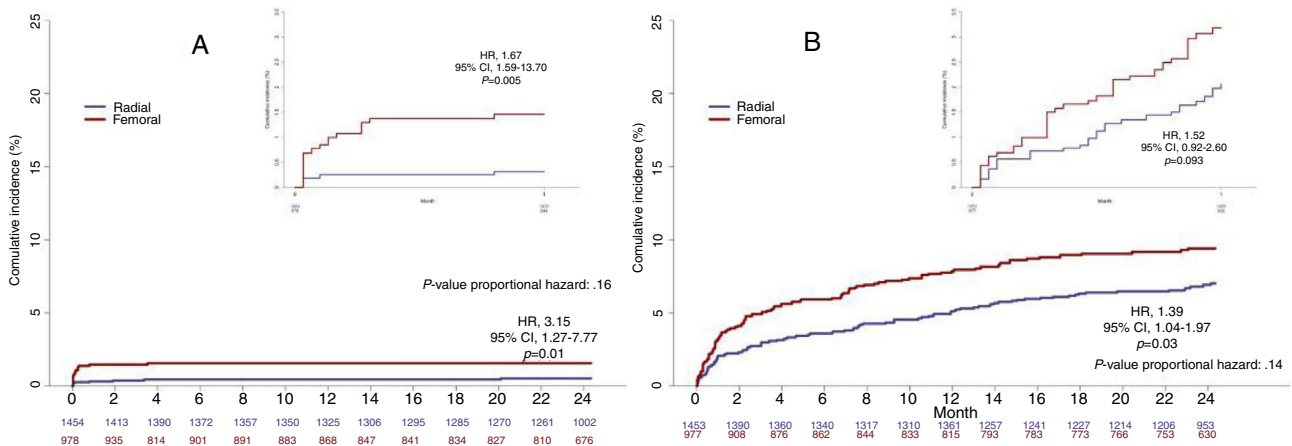 A
Cumulative incidence (%)
25
20
15
10
5
0
Radial
Femoral
HR, 1.67
95% CI, 1.59-13.70
P=0.005
Cumulative incidence (%)
Month
P-value proportional hazard: .16
HR, 3.15
95% CI, 1.27-7.77
p=0.01
0 2 4 6 8 10 12 14 16 18 20 22 24
1454 1413 1390 1372 1357 1350 1325 1306 1295 1285 1270 1261 1002
978 935 814 901 891 883 868 847 841 834 827 810 676
B
Cumulative incidence (%)
25
20
15
10
5
0
Radial
Femoral
HR, 1.52
95% CI, 0.92-2.60
p=0.093
Cumulative incidence (%)
Month
HR, 1.39
95% CI, 1.04-1.97
p=0.03
P-value proportional hazard: .14
0 2 4 6 8 10 12 14 16 18 20 22 24
Month
1453 1390 1360 1340 1317 1310 1361 1257 1241 1227 1214 1206 953
977 908 876 862 844 833 815 793 783 773 766 753 630